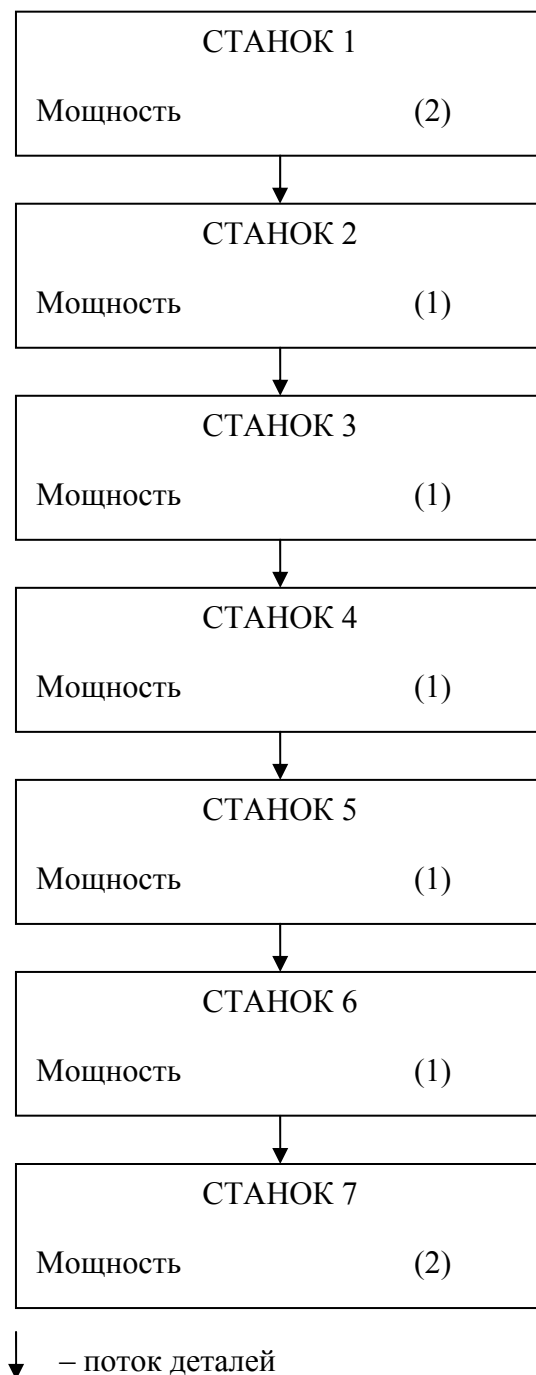 СТАНОК 1
Мощность (2)
СТАНОК 2
Мощность (1)
СТАНОК 3
Мощность (1)
СТАНОК 4
Мощность (1)
СТАНОК 5
Мощность (1)
СТАНОК 6
Мощность (1)
СТАНОК 7
Мощность (2)
– поток деталей